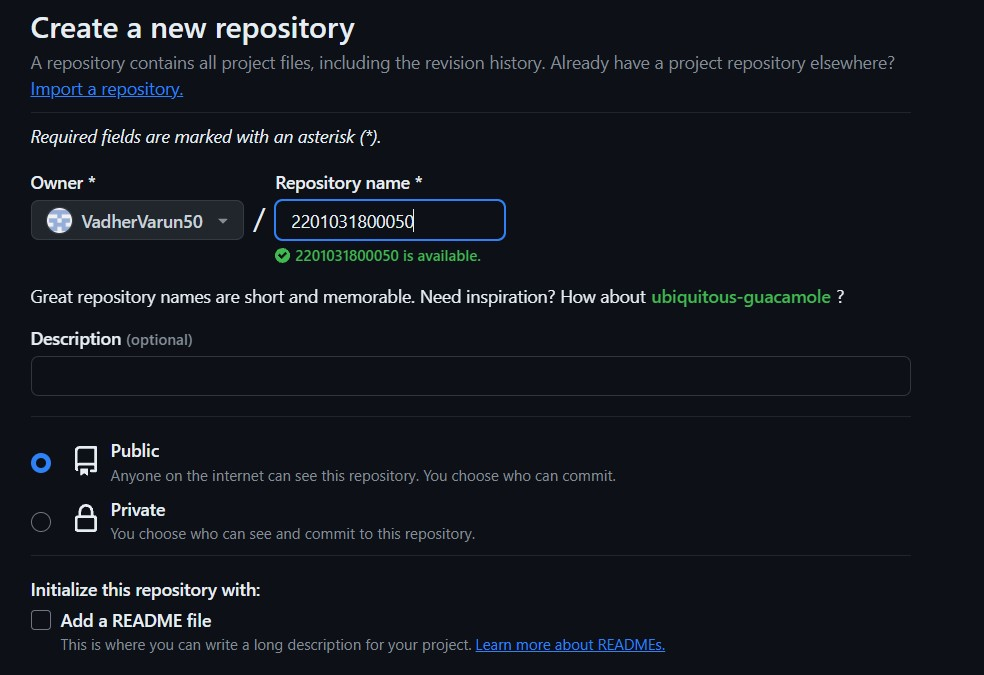 Create a new repository
A repository contains all project files, including the revision history. Already have a project repository elsewhere?
Import a repository.
Required fields are marked with an asterisk (*).
Owner * Repository name *
VadherVarun50 / 2201031800050
2201031800050 is available.
Great repository names are short and memorable. Need inspiration? How about ubiquitous-guacamole ?
Description (optional)
Public
Anyone on the internet can see this repository. You choose who can commit.
Private
You choose who can see and commit to this repository.
Initialize this repository with:
Add a README file
This is where you can write a long description for your project. Learn more about READMEs.